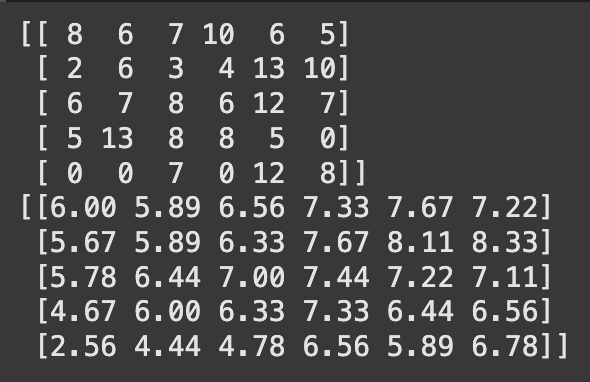 [[ 8  6  7 10  6  5]
 [ 2  6  3  4 13 10]
 [ 6  7  8  6 12  7]
 [ 5 13  8  8  5  0]
 [ 0  0  7  0 12  8]]
[[6.00 5.89 6.56 7.33 7.67 7.22]
 [5.67 5.89 6.33 7.67 8.11 8.33]
 [5.78 6.44 7.00 7.44 7.22 7.11]
 [4.67 6.00 6.33 7.33 6.44 6.56]
 [2.56 4.44 4.78 6.56 5.89 6.78]]